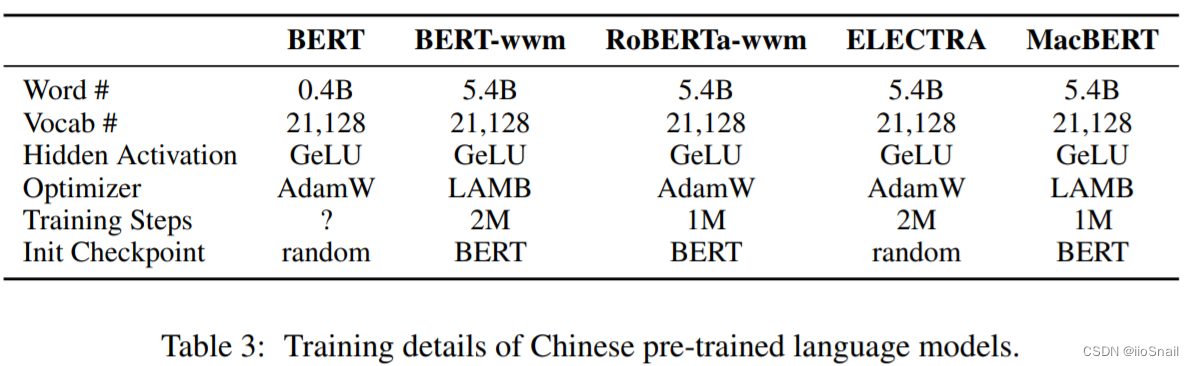 BERT BERT-wwm RoBERTa-wwm ELECTRA MacBERT
Word # 0.4B 5.4B 5.4B 5.4B 5.4B
Vocab # 21,128 21,128 21,128 21,128 21,128
Hidden Activation GeLU GeLU GeLU GeLU GeLU
Optimizer AdamW LAMB AdamW AdamW LAMB
Training Steps ? 2M 1M 2M 1M
Init Checkpoint random BERT BERT random BERT
Table 3: Training details of Chinese pre-trained language models.
CSDN @iioSnail